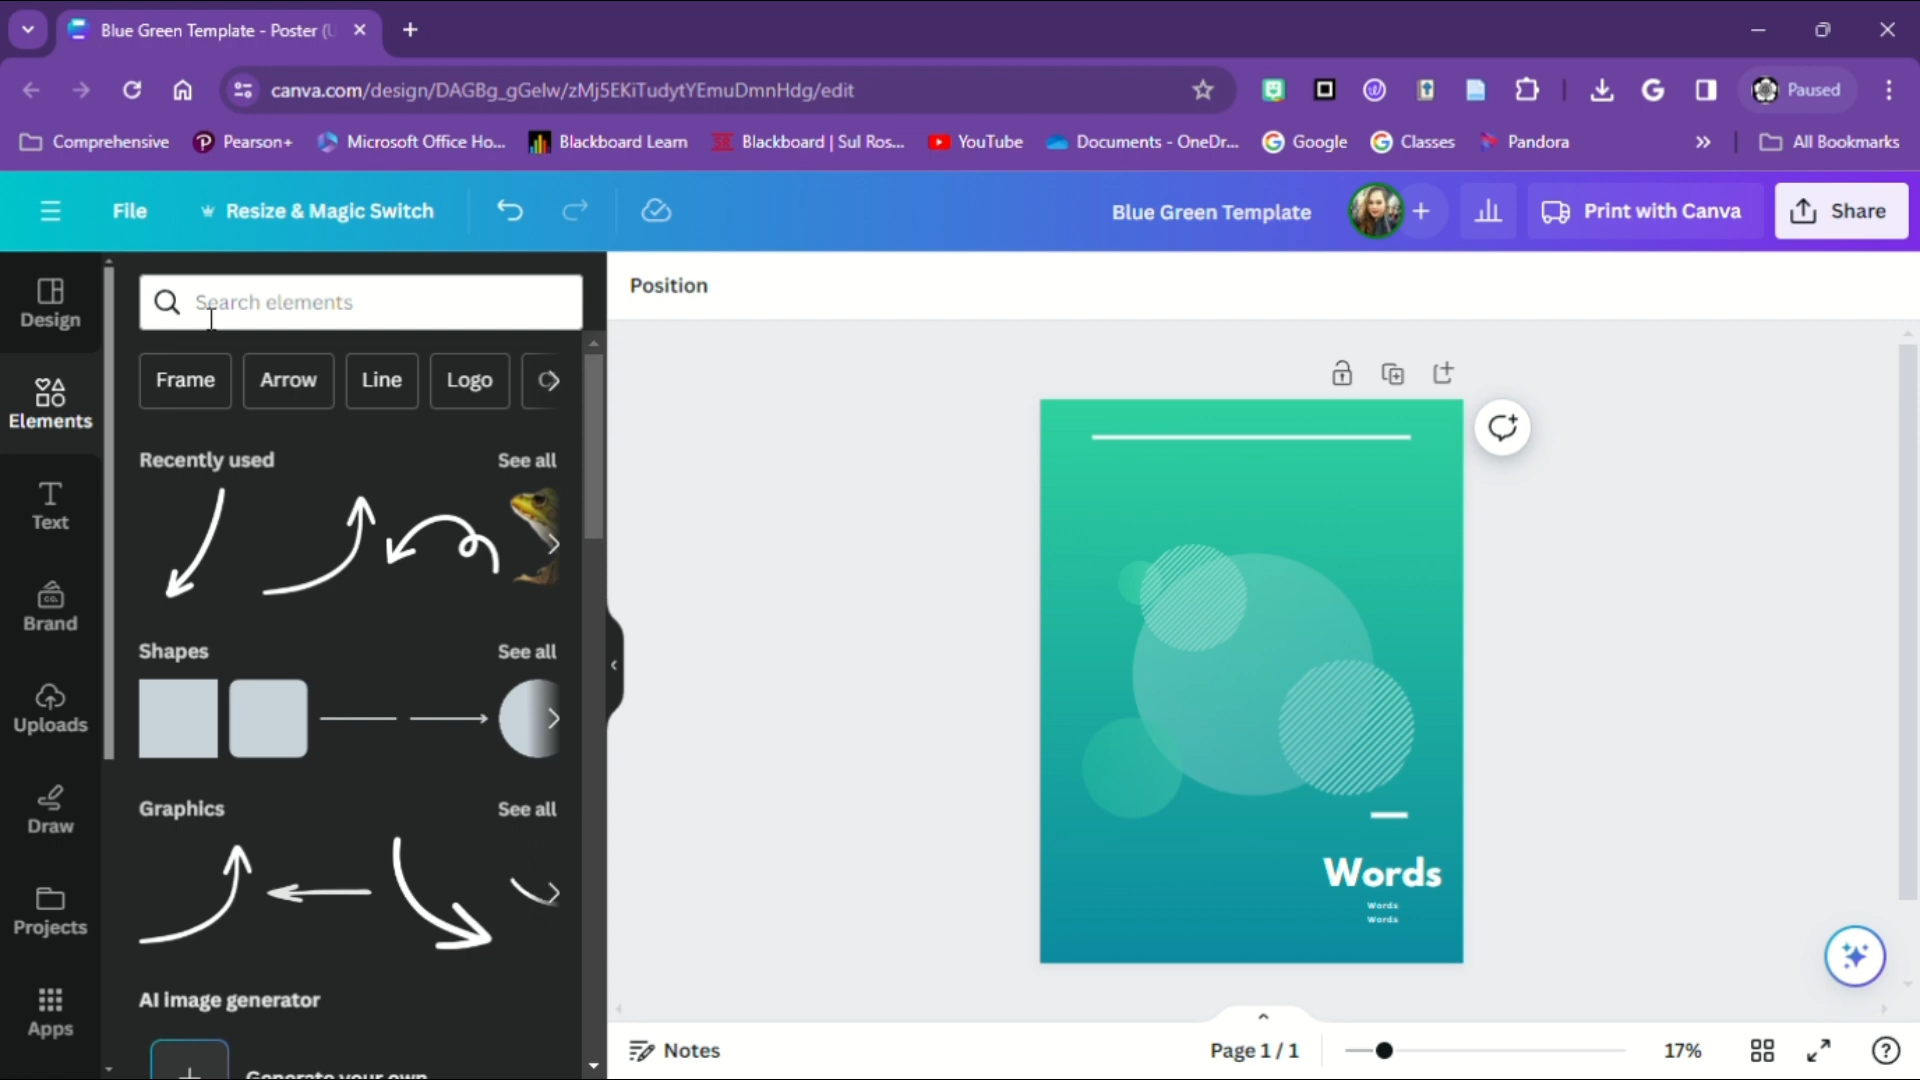 Blue Green Template - Poster (U
canva.com/design/DAGBg_gGelw/zMj5EKiTudytYEmuDmnHdg/edit
Paused
Comprehensive
Pearson+
Microsoft Office Ho...
Blackboard Learn
Blackboard | Sul Ros...
YouTube
Documents - OneDr...
Google
Classes
Pandora
All Bookmarks
File
Resize & Magic Switch
Blue Green Template
Print with Canva
Share
Design
Elements
Text
Brand
Uploads
Draw
Projects
Apps
Search elements
Frame
Arrow
Line
Logo
Recently used
See all
Shapes
See all
Graphics
See all
AI image generator
Generate your own
Position
Words
Words
Words
Notes
Page 1 / 1
17%